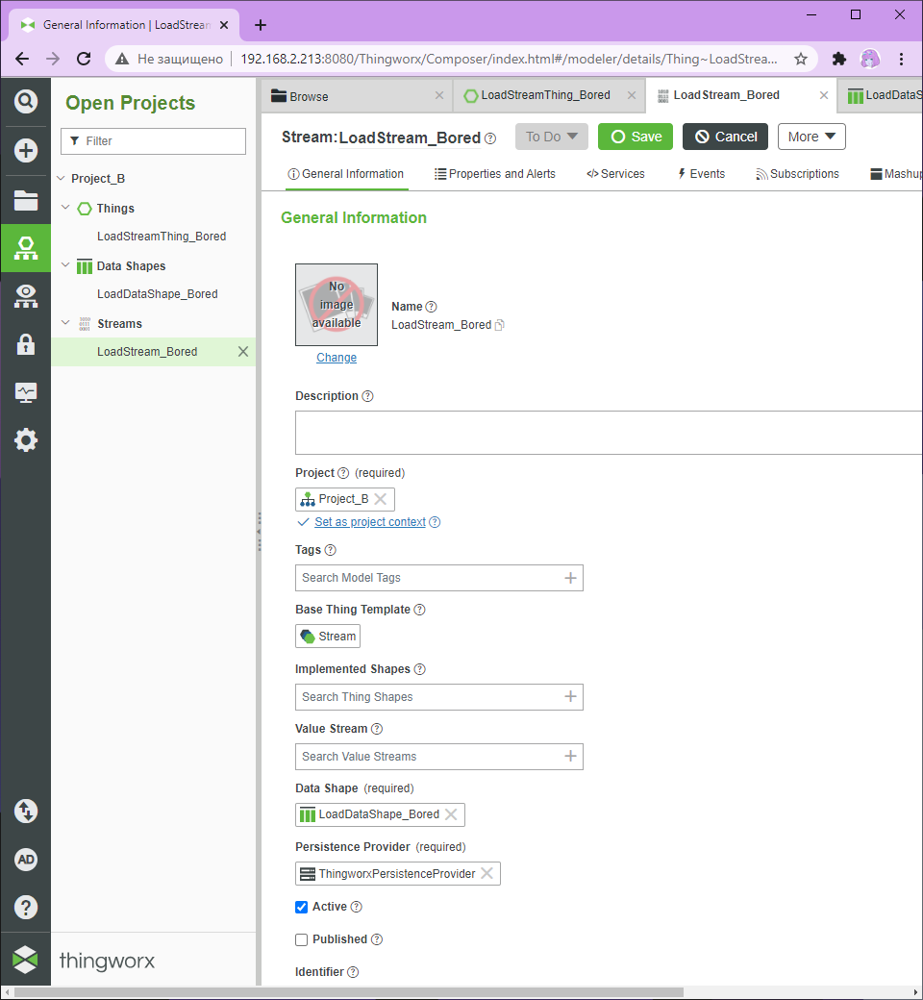 General Information | LoadStream
Не защищено
192.168.2.213:8080/Thingworx/Composer/index.html#/modeler/details/Thing~LoadStrea...
Open Projects
Filter
Project_B
Things
LoadStreamThing_Bored
Data Shapes
LoadDataShape_Bored
Streams
LoadStream_Bored
AD
thingworx
Browse
LoadStreamThing_Bored
LoadStream_Bored
LoadDataS
Stream: LoadStream_Bored
To Do
Save
Cancel
More
General Information
Properties and Alerts
Services
Events
Subscriptions
Mashup
General Information
No
image
available
Change
Name
LoadStream_Bored
Description
Project (required)
Project_B
Set as project context
Tags
Search Model Tags
Base Thing Template
Stream
Implemented Shapes
Search Thing Shapes
Value Stream
Search Value Streams
Data Shape (required)
LoadDataShape_Bored
Persistence Provider (required)
ThingworxPersistenceProvider
Active
Published
Identifier